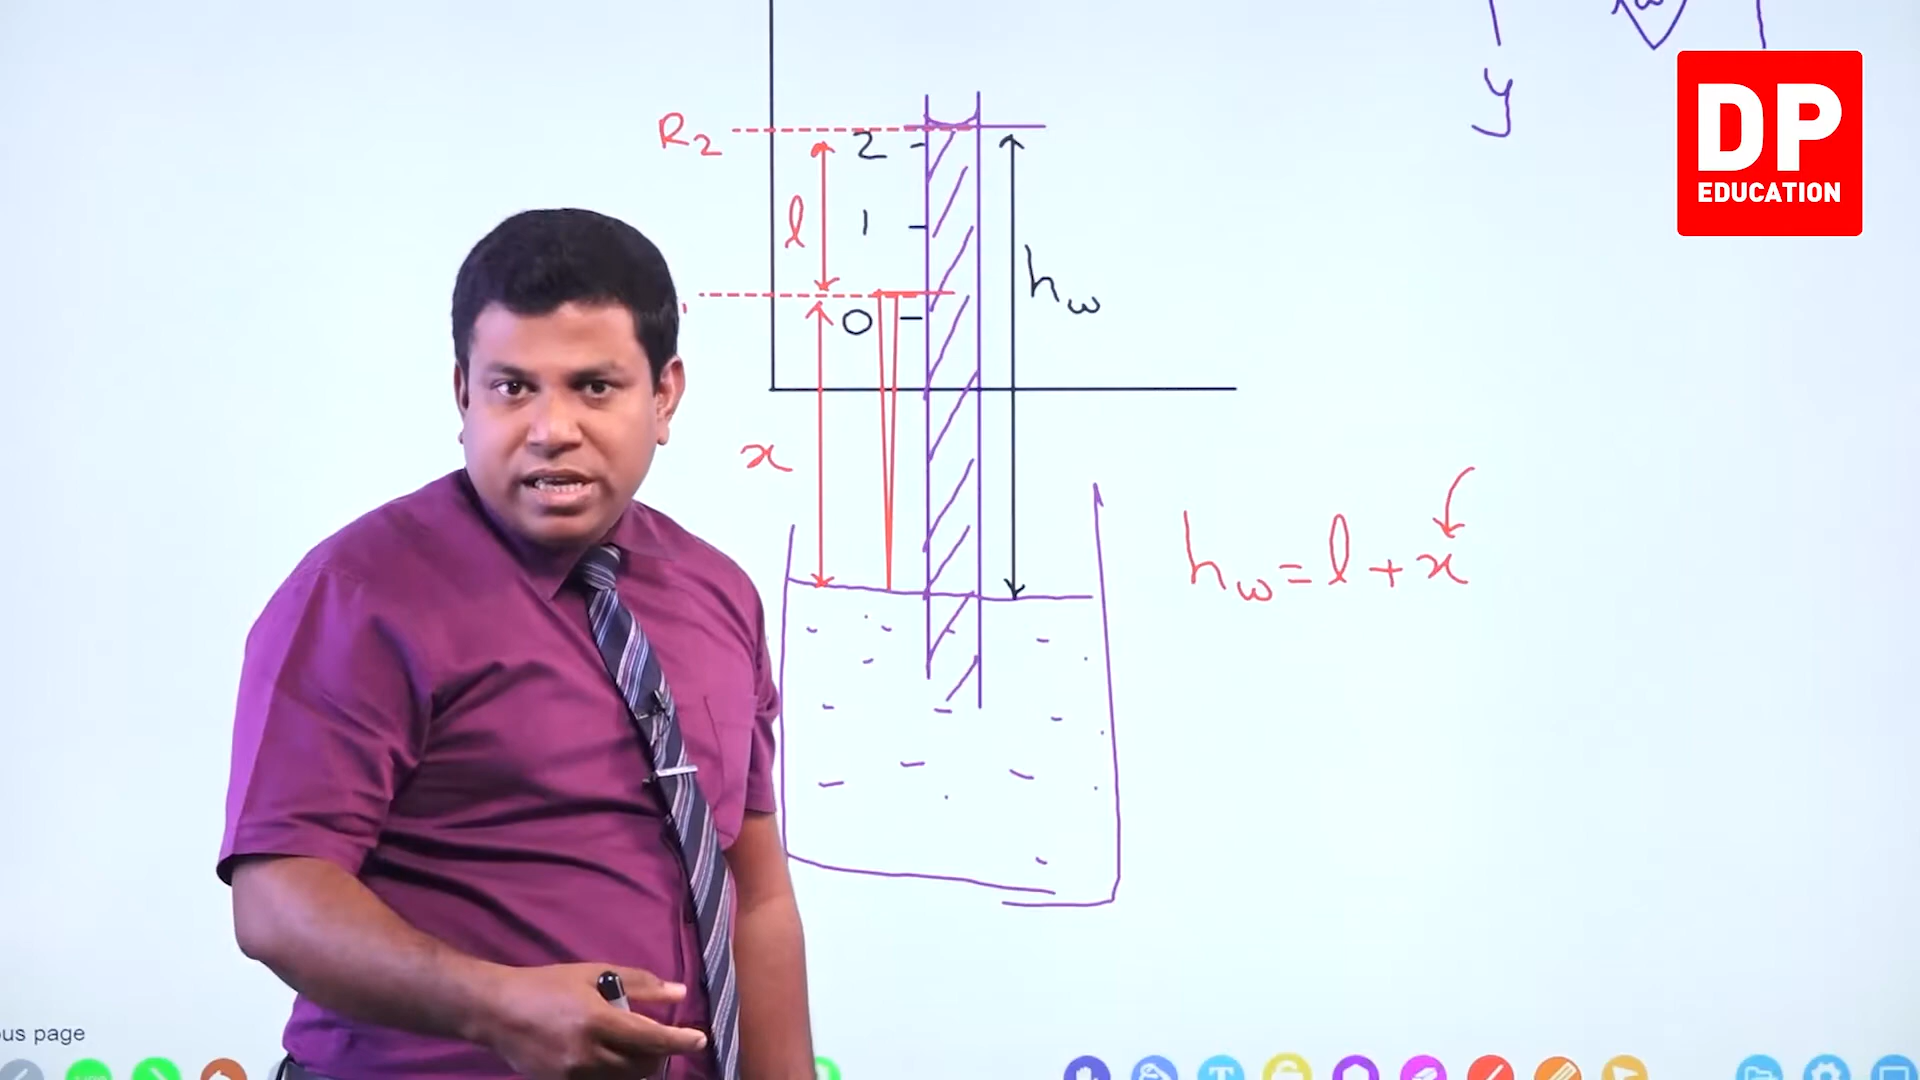 w
y
DP
EDUCATION
R2
2
l
1
hw
0
x
hw = l + x
us page